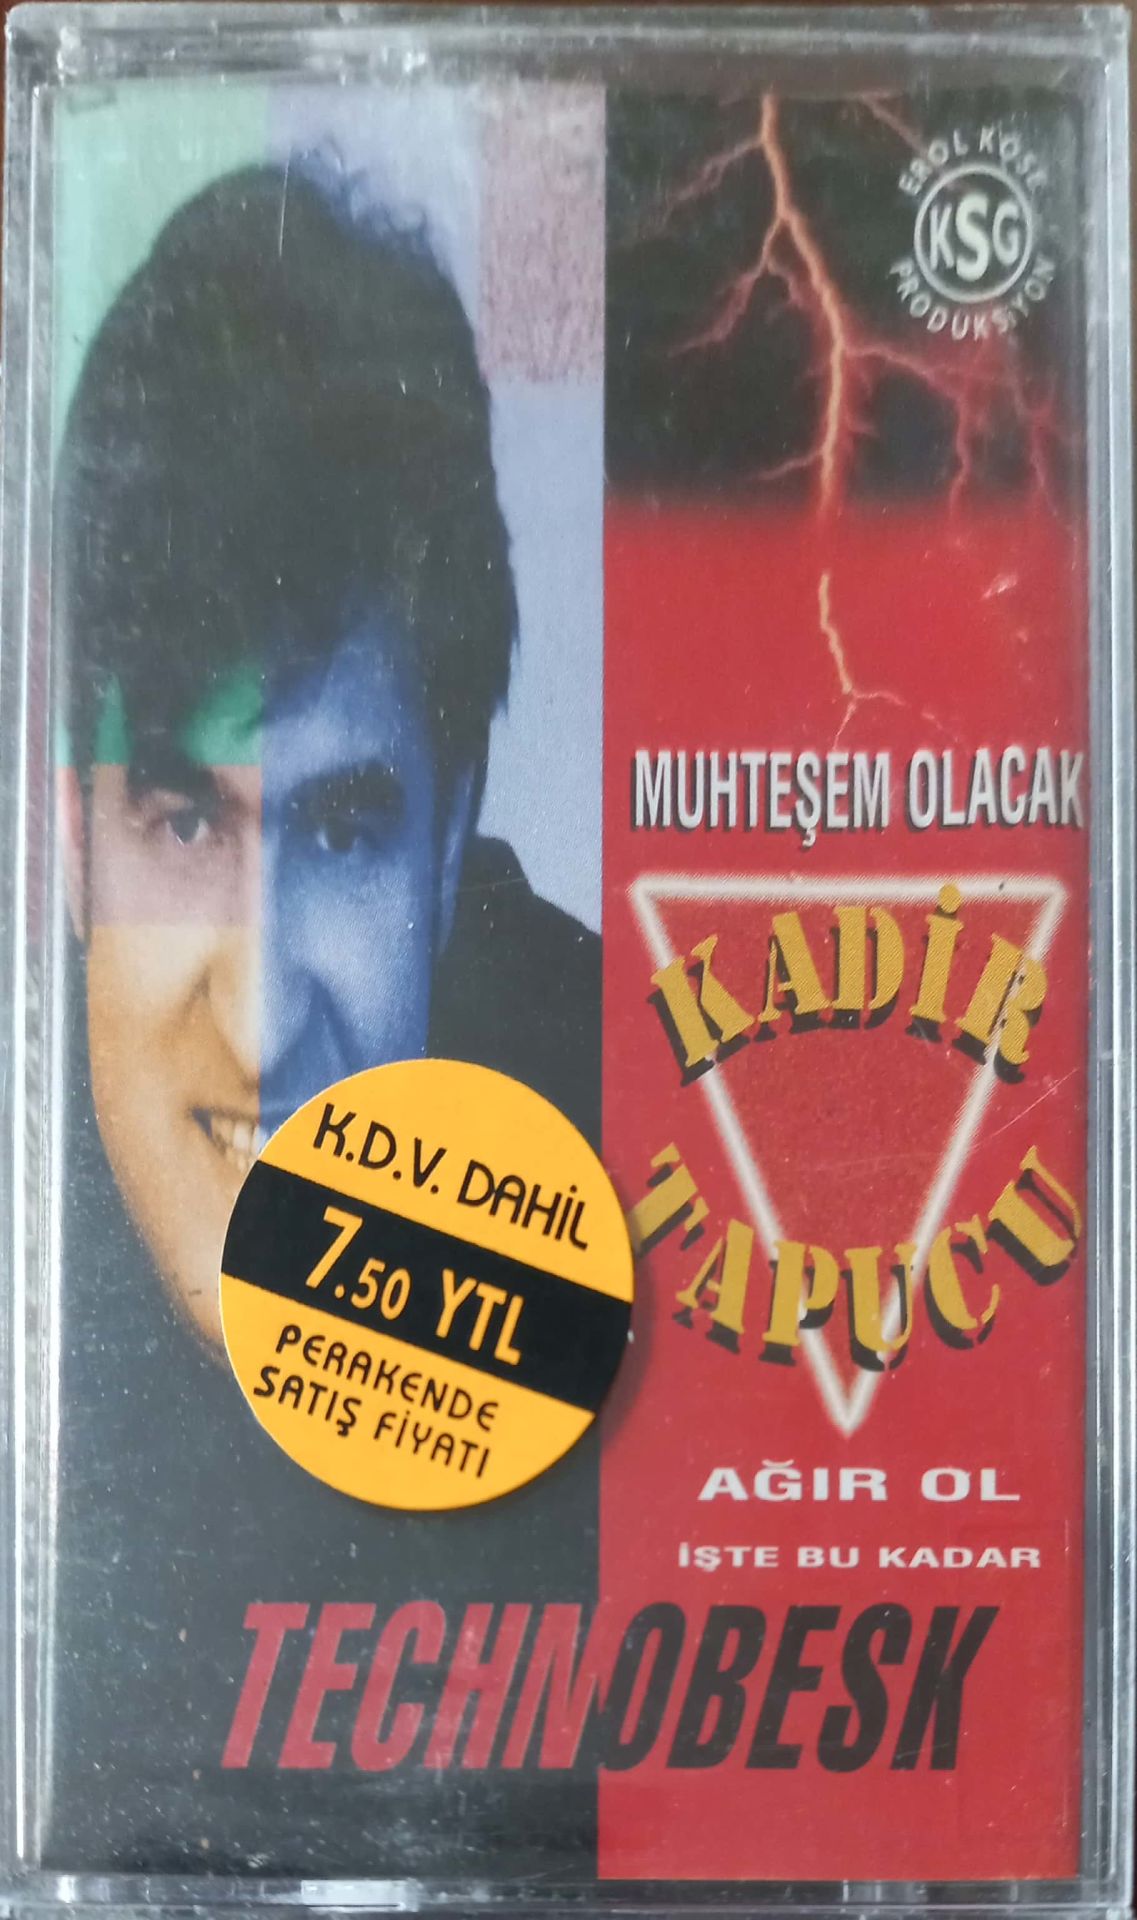 EROL KÖSE
KSG
PRODUKSİYON
MUHTEŞEM OLACAK
KADİR
TAPUCU
K.D.V. DAHİL
7.50 YTL
PERAKENDE
SATIŞ FİYATI
AĞIR OL
İŞTE BU KADAR
TECHNOBESK